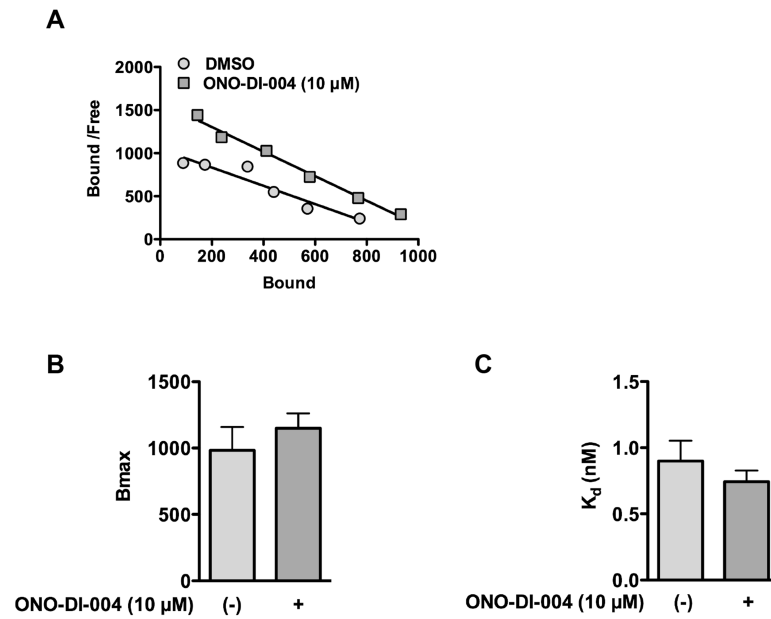 A
DMSO
ONO-DI-004 (10 µM)
2000
1500
1000
500
0
Bound /Free
0 200 400 600 800 1000
Bound
B
1500
1000
500
0
Bmax
ONO-DI-004 (10 µM) (-) +
C
1.5
1.0
0.5
0.0
Kd (nM)
ONO-DI-004 (10 µM) (-) +